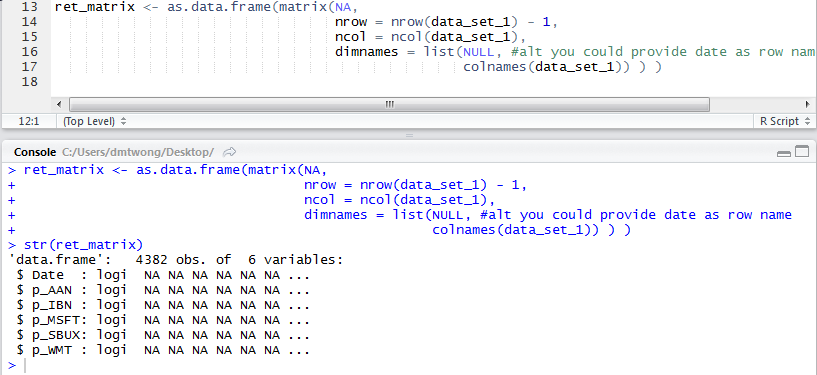 13 ret_matrix <- as.data.frame(matrix(NA,
14 nrow = nrow(data_set_1) - 1,
15 ncol = ncol(data_set_1),
16 dimnames = list(NULL, #alt you could provide date as row nam
17 colnames(data_set_1)) ) )
18
12:1 (Top Level) R Script
Console C:/Users/dmtwong/Desktop/
> ret_matrix <- as.data.frame(matrix(NA,
+ nrow = nrow(data_set_1) - 1,
+ ncol = ncol(data_set_1),
+ dimnames = list(NULL, #alt you could provide date as row name
+ colnames(data_set_1)) ) )
> str(ret_matrix)
'data.frame': 4382 obs. of 6 variables:
$ Date : logi NA NA NA NA NA NA ...
$ p_AAN : logi NA NA NA NA NA NA ...
$ p_IBN : logi NA NA NA NA NA NA ...
$ p_MSFT: logi NA NA NA NA NA NA ...
$ p_SBUX: logi NA NA NA NA NA NA ...
$ p_WMT : logi NA NA NA NA NA NA ...
>